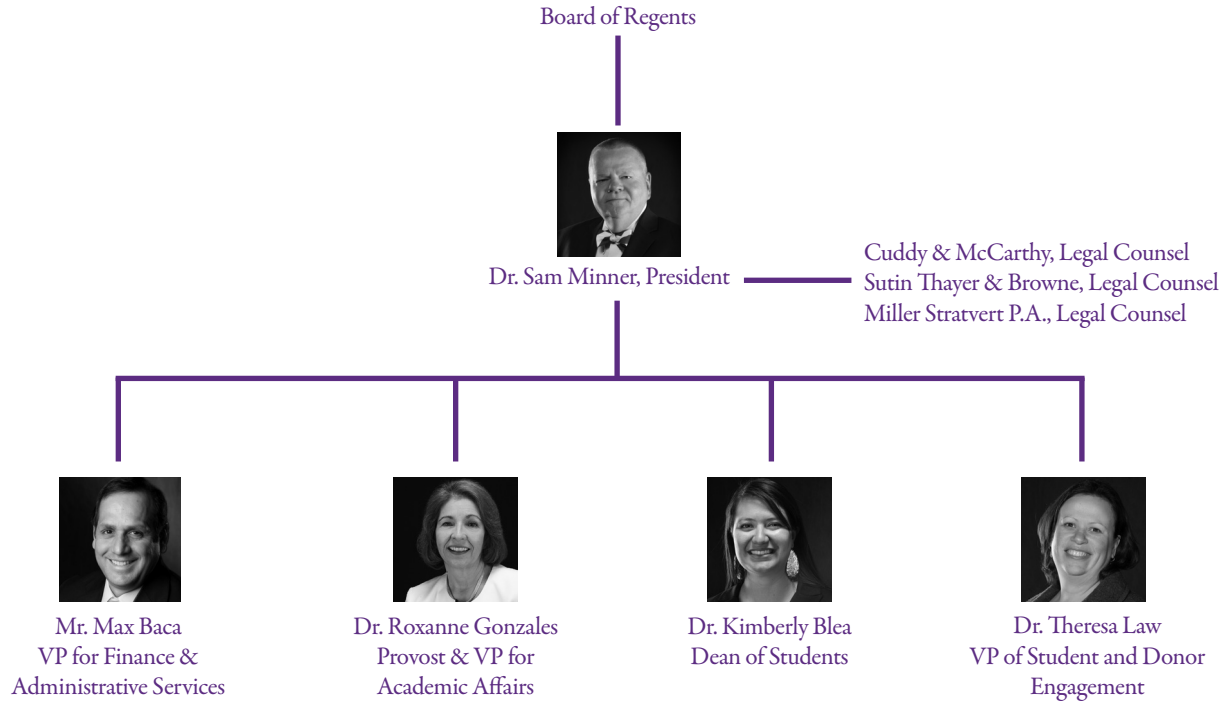 Board of Regents
Dr. Sam Minner, President
Cuddy & McCarthy, Legal Counsel
Sutin Thayer & Browne, Legal Counsel
Miller Stratvert P.A., Legal Counsel
Mr. Max Baca
VP for Finance &
Administrative Services
Dr. Roxanne Gonzales
Provost & VP for
Academic Affairs
Dr. Kimberly Blea
Dean of Students
Dr. Theresa Law
VP of Student and Donor
Engagement